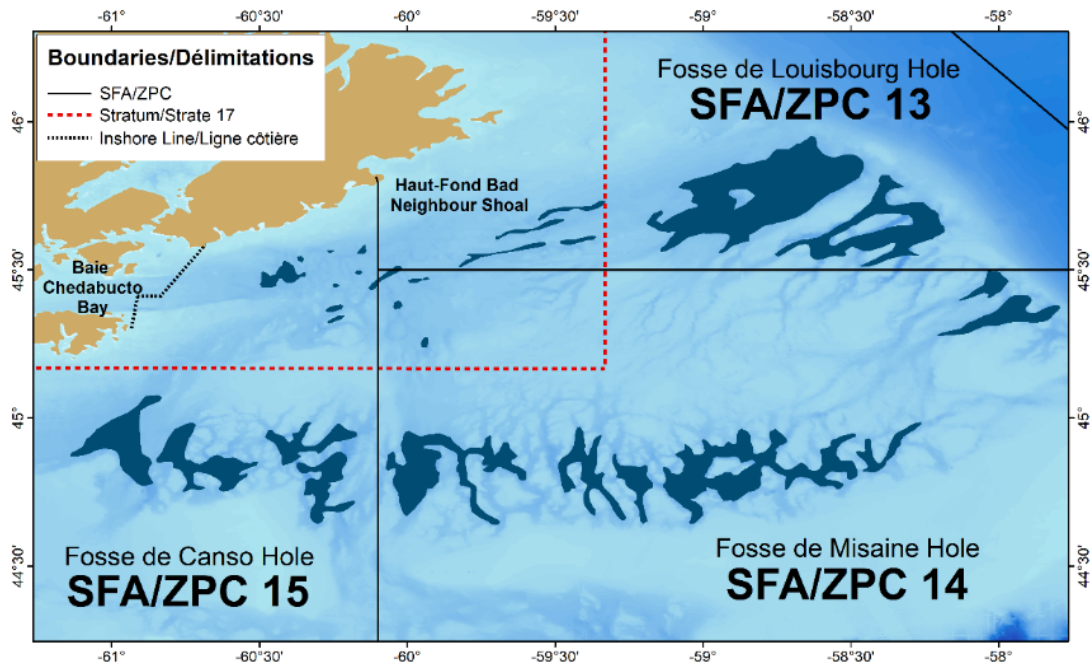 -61°
-60°30'
-60°
-59°30'
-59°
-58°30'
-58°
Boundaries/Délimitations
SFA/ZPC
Stratum/Strate 17
Inshore Line/Ligne côtière
Fosse de Louisbourg Hole
SFA/ZPC 13
46°
46°
Haut-Fond Bad
Neighbour Shoal
Baie
Chedabucto
Bay
45°30'
45°30'
45°
45°
Fosse de Canso Hole
SFA/ZPC 15
Fosse de Misaine Hole
SFA/ZPC 14
44°30'
44°30'
-61°
-60°30'
-60°
-59°30'
-59°
-58°30'
-58°